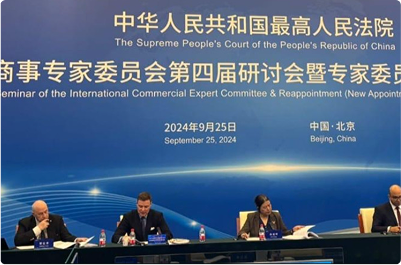 中华人民共和国最高人民法院
The Supreme People's Court of the People's Republic of China
商事专家委员会第四届研讨会暨专家委员
Seminar of the International Commercial Expert Committee & Reappointment (New Appoint
2024年9月25日
中国·北京
September 25, 2024
Beijing, China